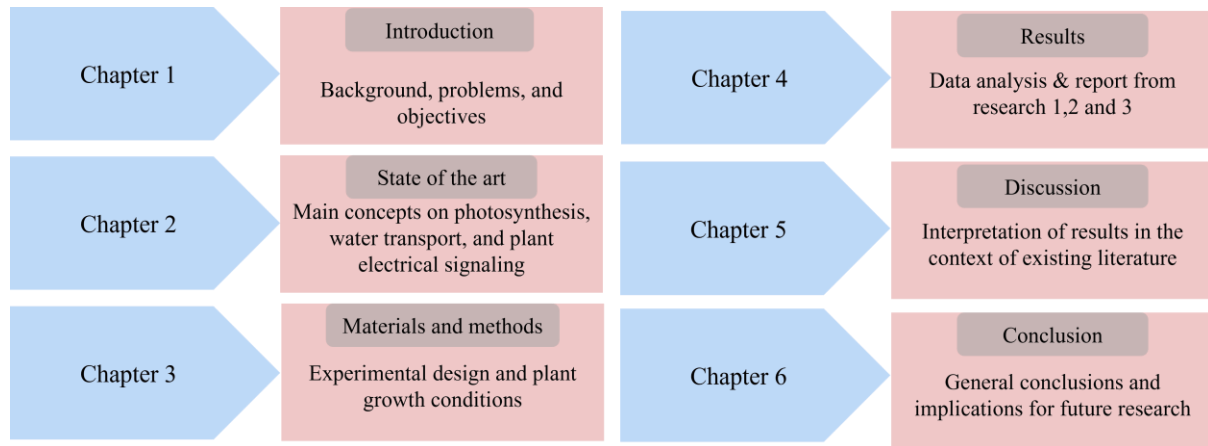 Chapter 1
Introduction
Background, problems, and
objectives
Chapter 2
State of the art
Main concepts on photosynthesis,
water transport, and plant
electrical signaling
Chapter 3
Materials and methods
Experimental design and plant
growth conditions
Chapter 4
Results
Data analysis & report from
research 1,2 and 3
Chapter 5
Discussion
Interpretation of results in the
context of existing literature
Chapter 6
Conclusion
General conclusions and
implications for future research